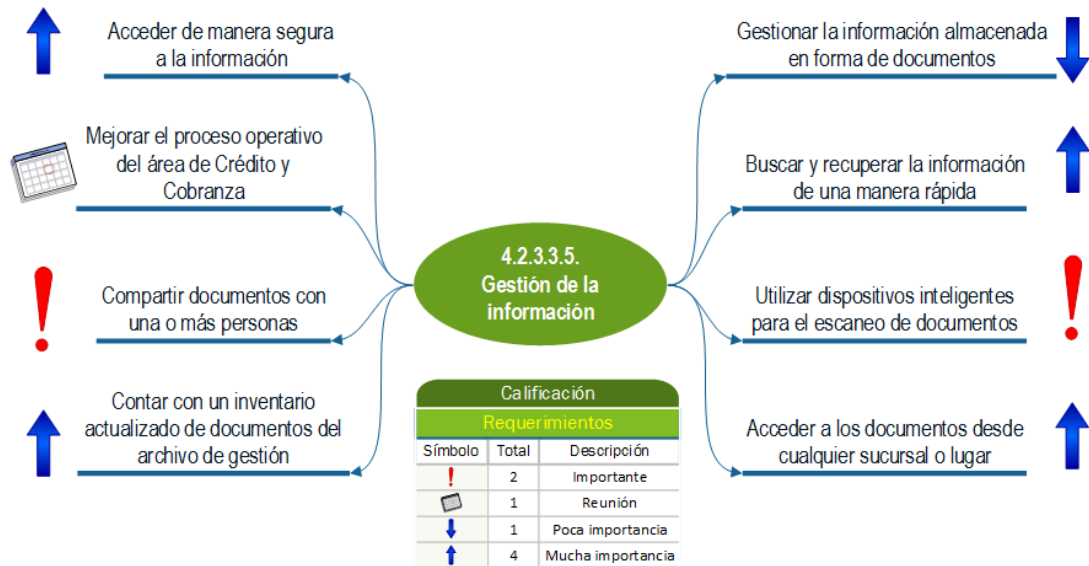 Acceder de manera segura
a la información
Mejorar el proceso operativo
del área de Crédito y
Cobranza
Compartir documentos con
una o más personas
Contar con un inventario
actualizado de documentos del
archivo de gestión
4.2.3.3.5.
Gestión de la
información
Gestionar la información almacenada
en forma de documentos
Buscar y recuperar la información
de una manera rápida
Utilizar dispositivos inteligentes
para el escaneo de documentos
Acceder a los documentos desde
cualquier sucursal o lugar
Calificación
Requerimientos
Símbolo Total Descripción
2 Importante
1 Reunión
1 Poca importancia
4 Mucha importancia